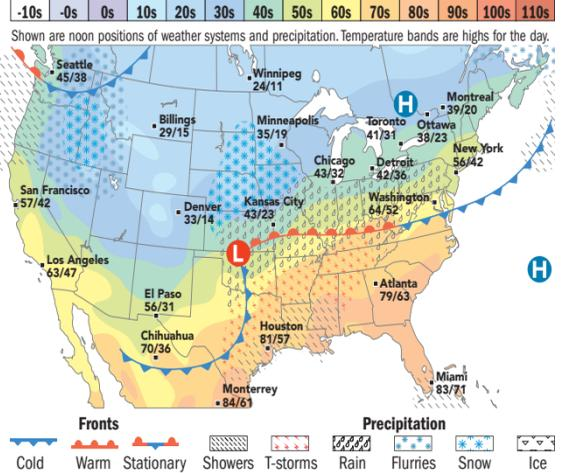 -10s -0s 0s 10s 20s 30s 40s 50s 60s 70s 80s 90s 100s 110s
Shown are noon positions of weather systems and precipitation. Temperature bands are highs for the day.
Seattle
45/38
Winnipeg
24/11
H
Montreal
39/20
Billings
29/15
Minneapolis
35/19
Toronto
41/31
Ottawa
38/23
New York
56/42
Chicago
43/32
Detroit
42/36
San Francisco
57/42
Denver
33/14
Kansas City
43/23
Washington
64/52
L
H
Los Angeles
63/47
El Paso
56/31
Atlanta
79/63
Chihuahua
70/36
Houston
81/57
Monterrey
84/61
Miami
83/71
Fronts
Precipitation
Cold Warm Stationary Showers T-storms Rain Flurries Snow Ice